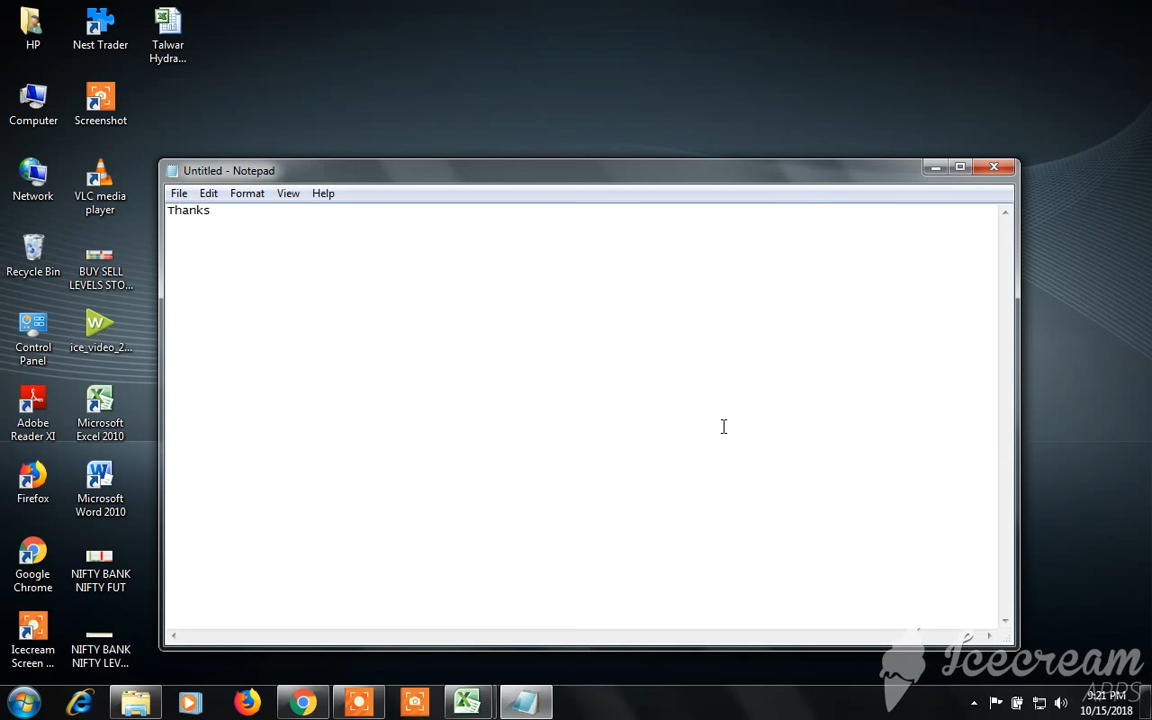 HP
Nest Trader
Talwar
Hydra...
Computer
Screenshot
Untitled - Notepad
File Edit Format View Help
Thanks
Network
VLC media
player
Recycle Bin
BUY SELL
LEVELS STO...
Control
Panel
ice_video_2...
Adobe
Reader XI
Microsoft
Excel 2010
Firefox
Microsoft
Word 2010
Google
Chrome
NIFTY BANK
NIFTY FUT
Icecream
Screen ...
NIFTY BANK
NIFTY LEV...
Icecream
APPS
9:21 PM
10/15/2018